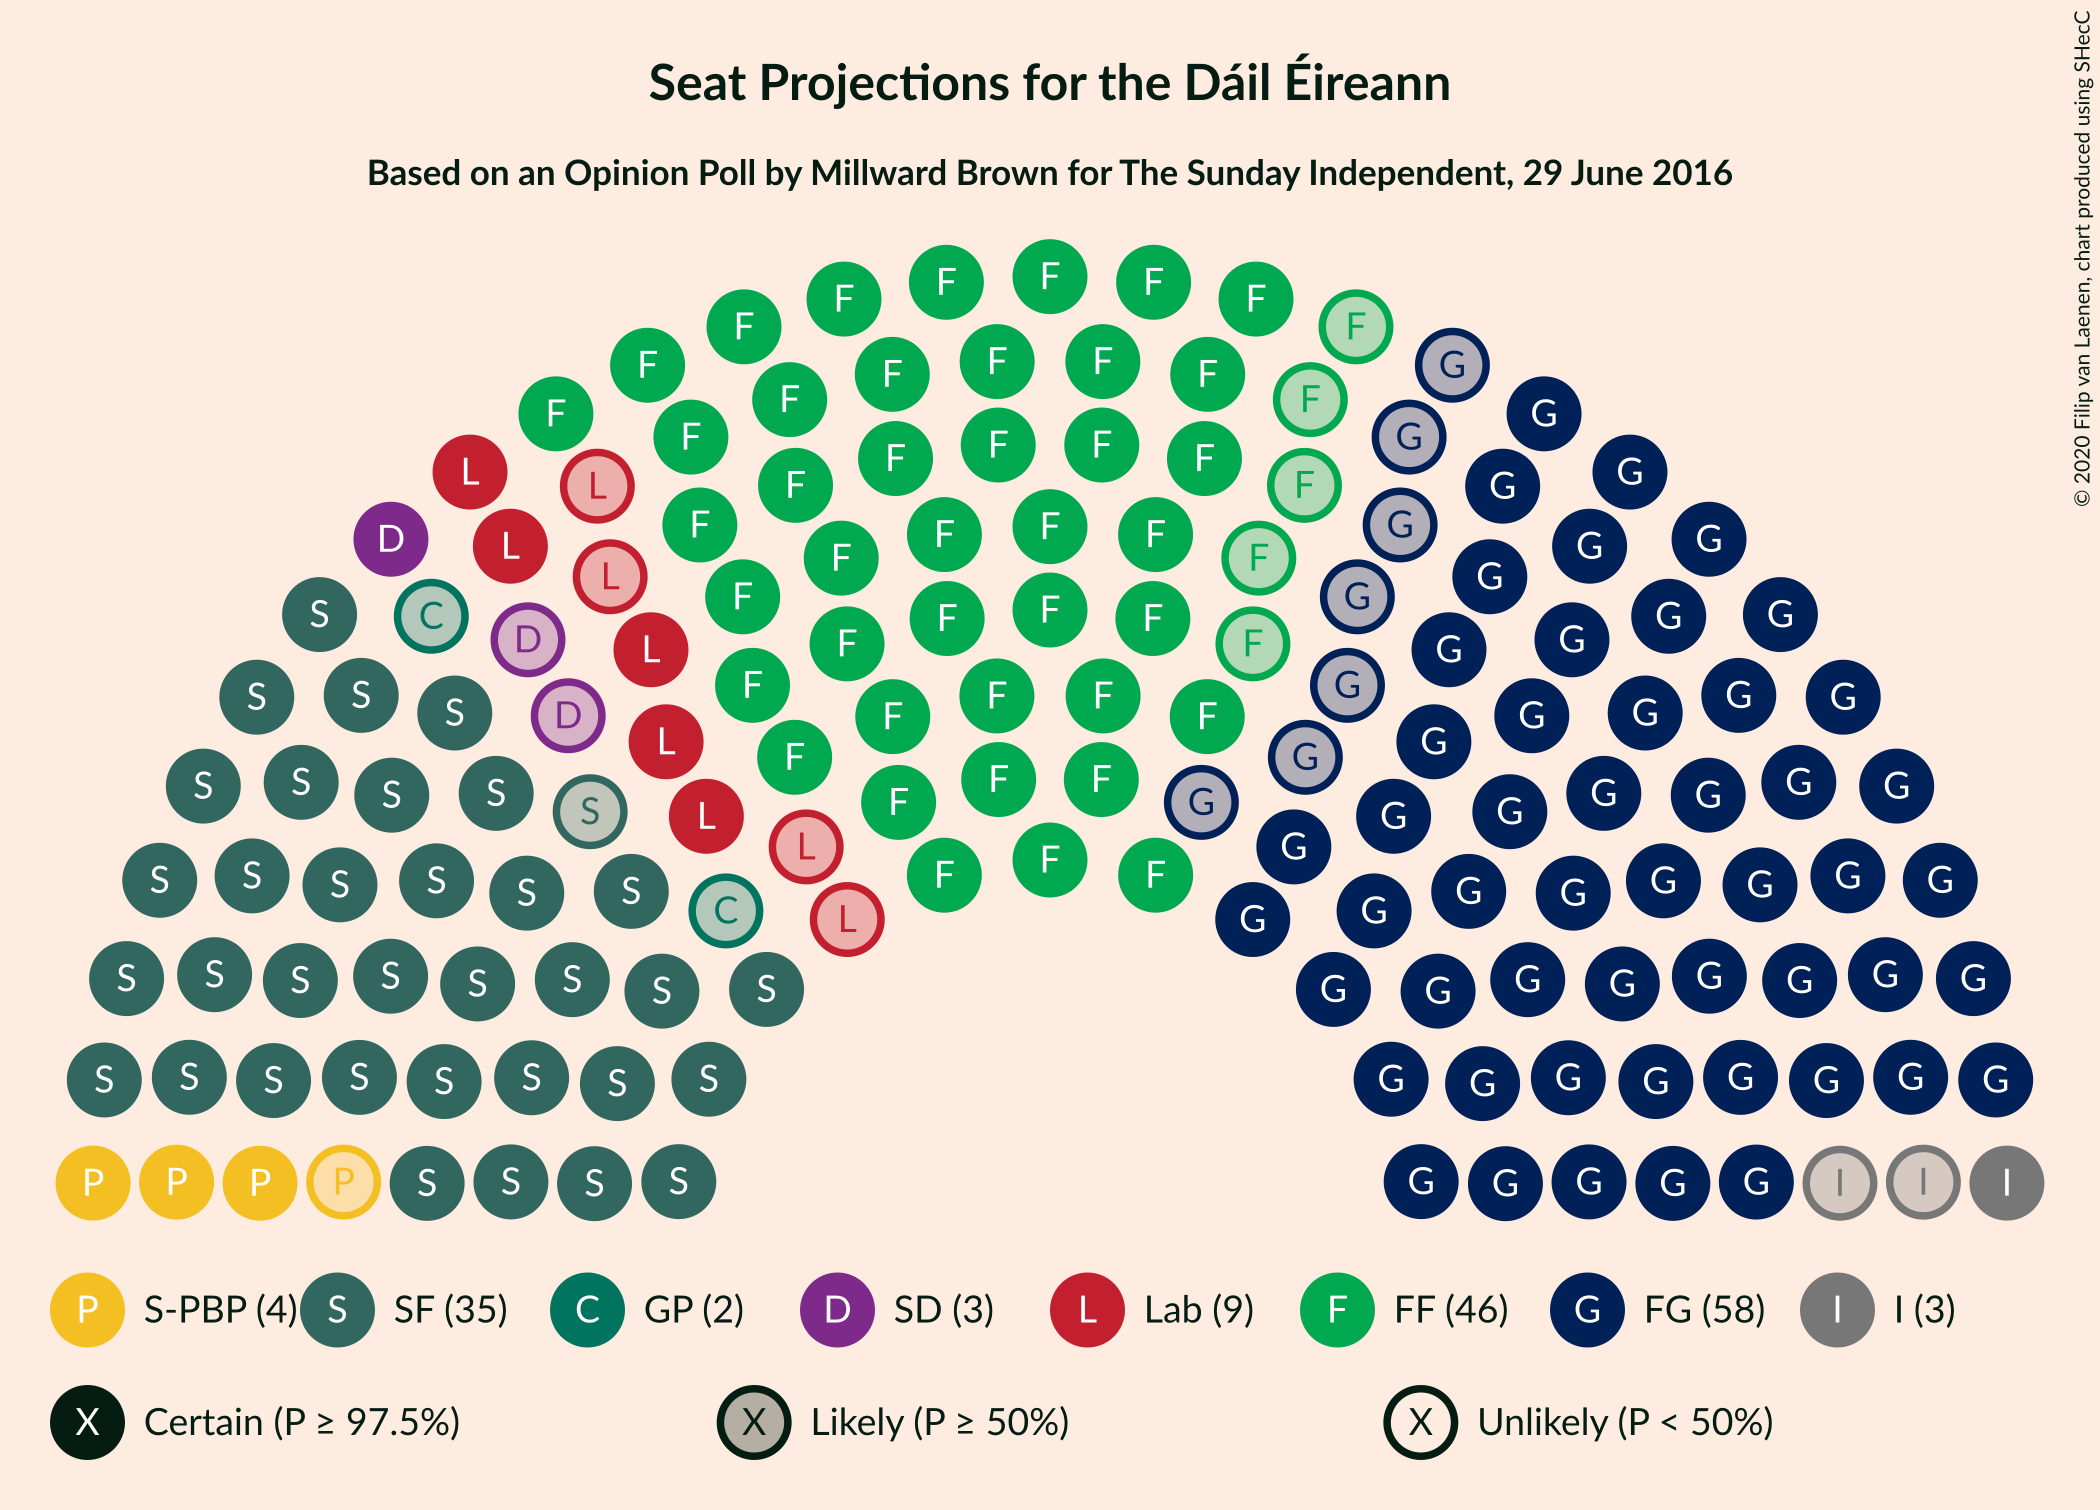 Seat Projections for the Dáil Éireann
Based on an Opinion Poll by Millward Brown for The Sunday Independent, 29 June 2016
© 2020 Filip van Laenen, chart produced using SHecC
F F F F F F F
F F F F F G
F F F G
L L F F F F F F F G G G
D L F F F F F F G G G
S C L F F F F G G G G
D L F F G G
S S S D F F F F F G G G G G
S S S S S L L F F F F G G G G G G G G G
S S S S S S C L L F F F G G G G G G G G G
S S S S S S S S G G G G G G G G
S S S S S S S S G G G G G G G G
P P P P S S S S G G G G G I I I
P S-PBP (4) S SF (35) C GP (2) D SD (3) L Lab (9) F FF (46) G FG (58) I I (3)
X Certain (P ≥ 97.5%) X Likely (P ≥ 50%) X Unlikely (P < 50%)